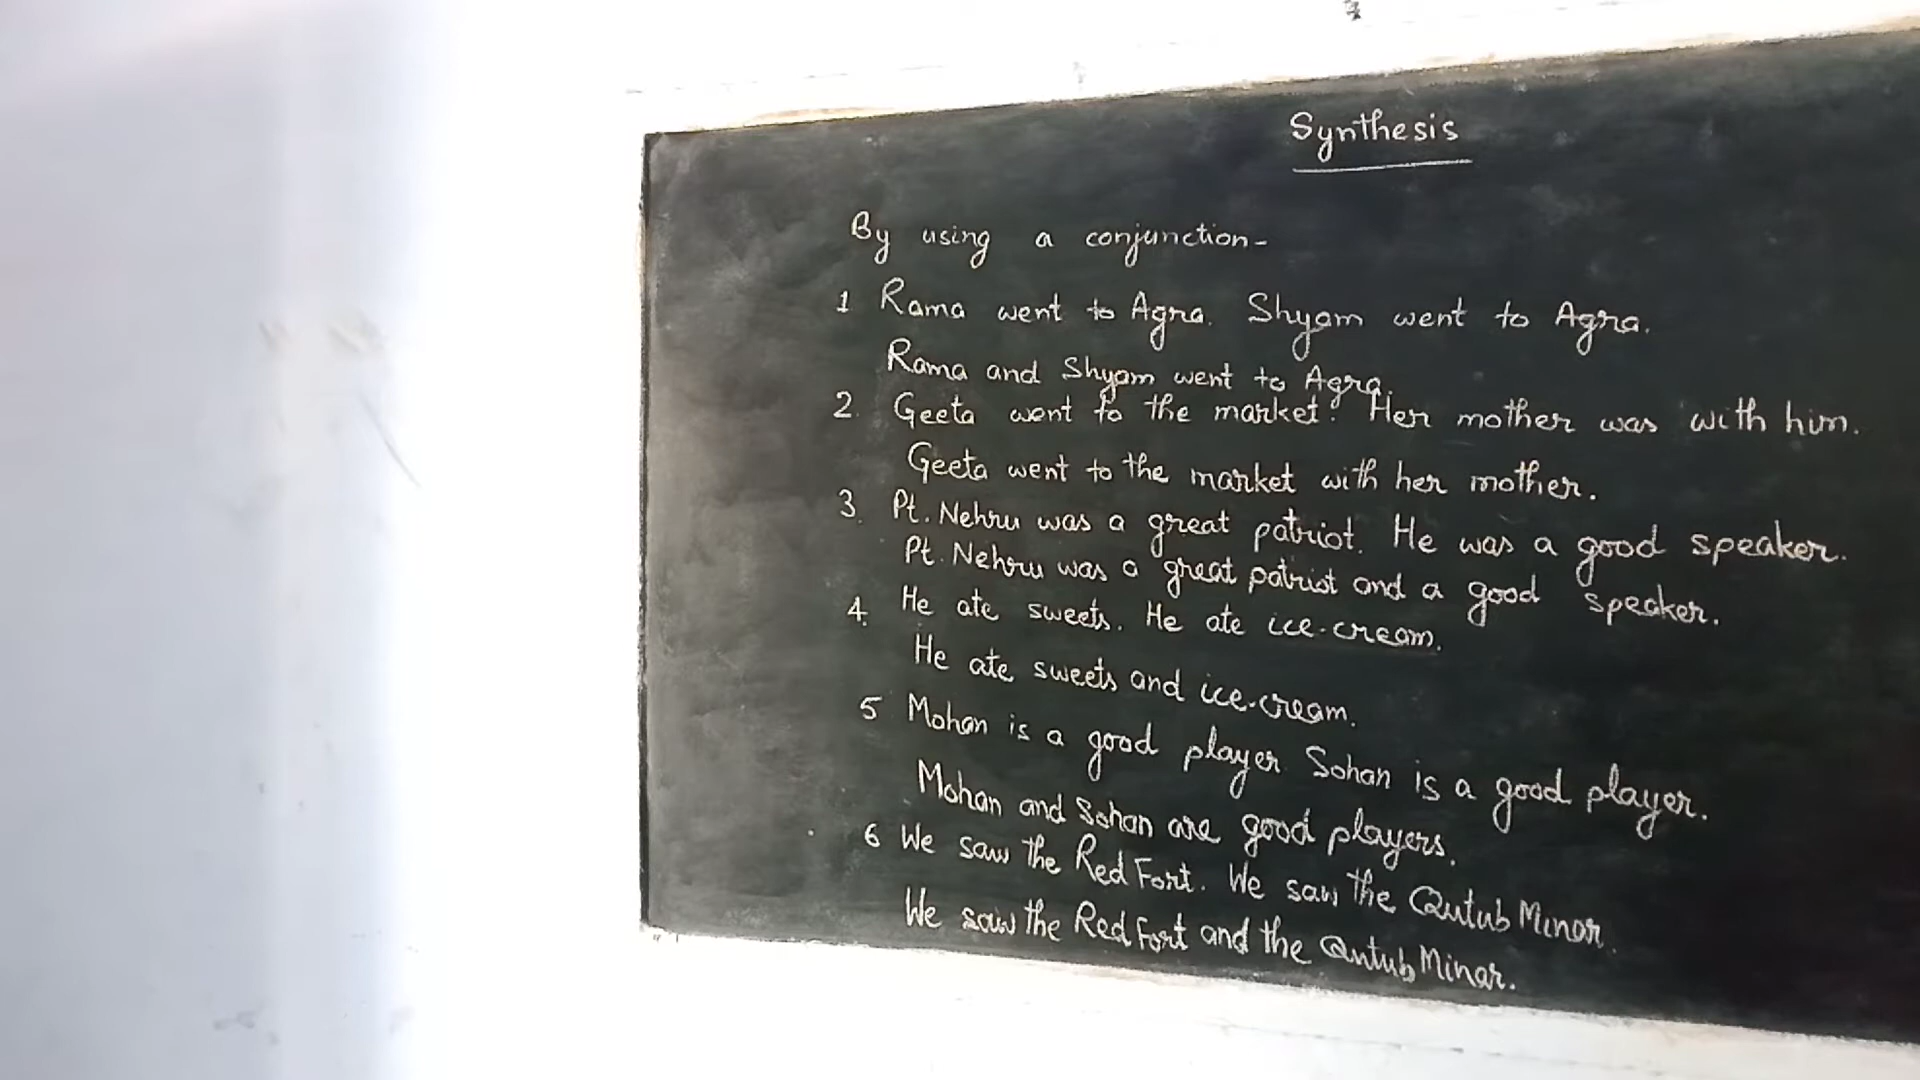 Synthesis
By using a conjunction-
1 Rama went to Agra. Shyam went to Agra.
Rama and Shyam went to Agra.
2. Geeta went to the market. Her mother was with him.
Geeta went to the market with her mother.
3. Pt. Nehru was a great patriot. He was a good speaker.
Pt. Nehru was a great patriot and a good speaker.
4. He ate sweets. He ate ice-cream.
He ate sweets and ice-cream.
5 Mohan is a good player. Sohan is a good player.
Mohan and Sohan are good players.
6 We saw the Red Fort. We saw the Qutub Minar.
We saw the Red Fort and the Qutub Minar.